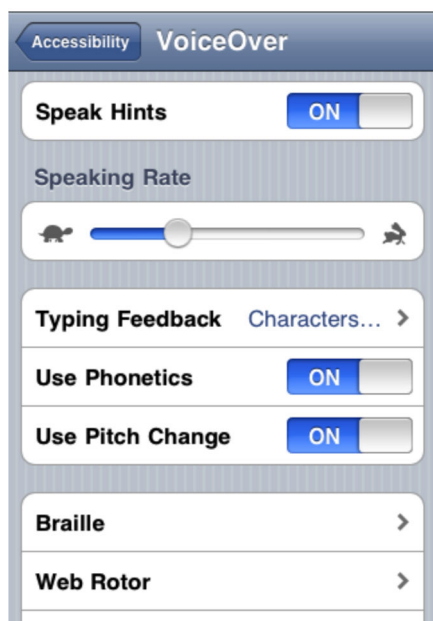 Accessibility VoiceOver
Speak Hints ON
Speaking Rate
Typing Feedback Characters...
Use Phonetics ON
Use Pitch Change ON
Braille
Web Rotor